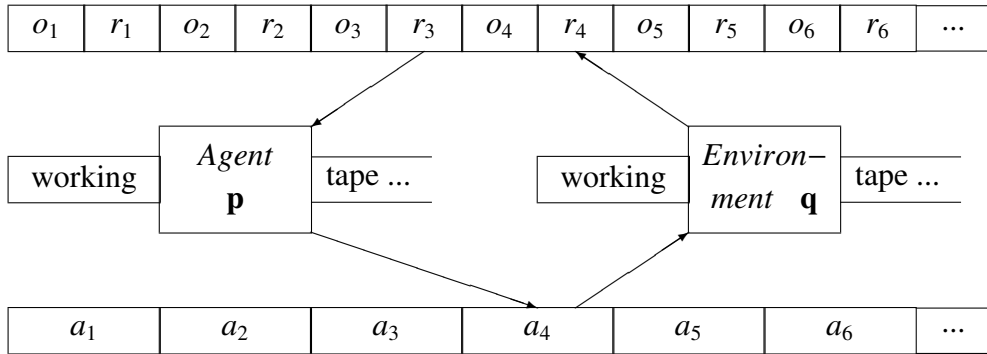 o₁ r₁ o₂ r₂ o₃ r₃ o₄ r₄ o₅ r₅ o₆ r₆ ...
Agent
working tape ...
p
Environ–
working tape ...
ment q
a₁ a₂ a₃ a₄ a₅ a₆ ...